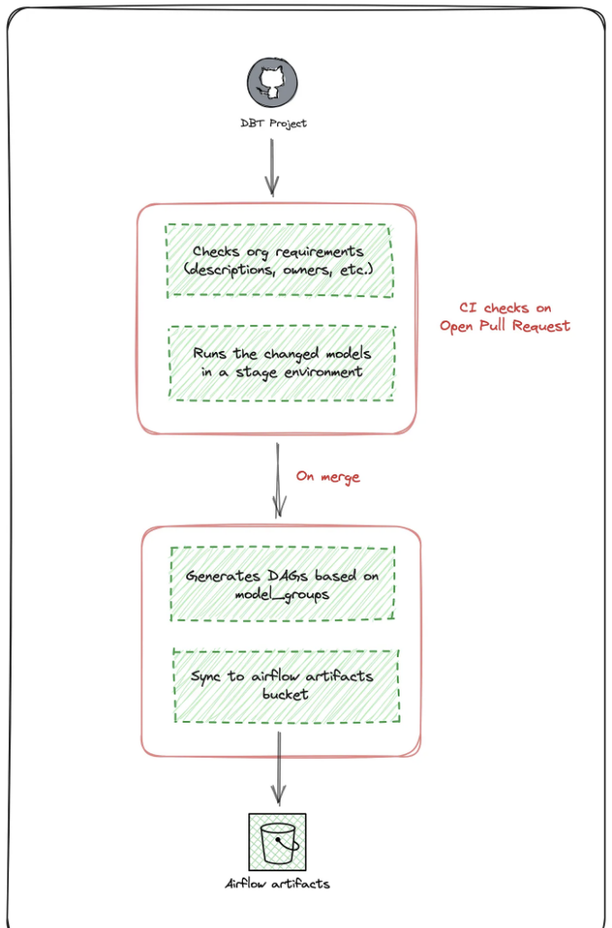 DBT Project
Checks org requirements
(descriptions, owners, etc.)
CI checks on
Open Pull Request
Runs the changed models
in a stage environment
On merge
Generates DAGs based on
model_groups
Sync to airflow artifacts
bucket
Airflow artifacts